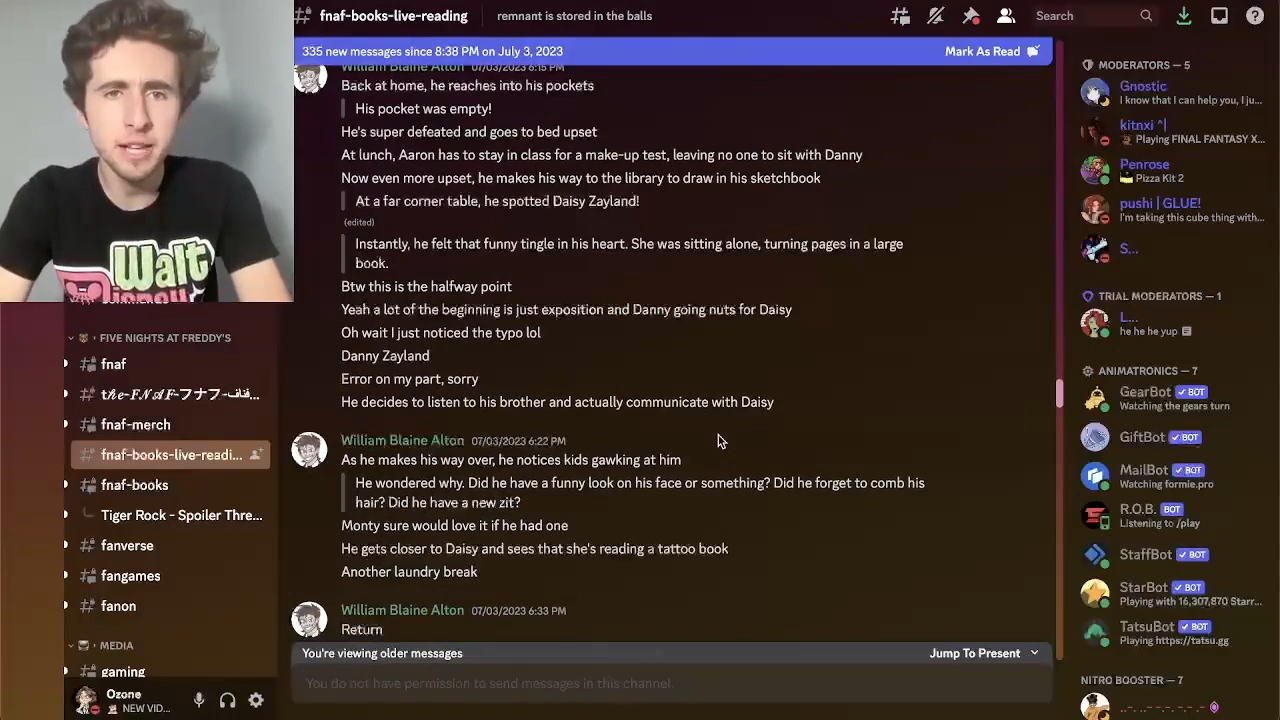 fnaf-books-live-reading
remnant is stored in the balls
Search
335 new messages since 8:38 PM on July 3, 2023
Mark As Read
William Blaine Alton 07/03/2023 6:15 PM
Back at home, he reaches into his pockets
His pocket was empty!
He's super defeated and goes to bed upset
At lunch, Aaron has to stay in class for a make-up test, leaving no one to sit with Danny
Now even more upset, he makes his way to the library to draw in his sketchbook
At a far corner table, he spotted Daisy Zayland!
(edited)
Instantly, he felt that funny tingle in his heart. She was sitting alone, turning pages in a large
book.
Btw this is the halfway point
Yeah a lot of the beginning is just exposition and Danny going nuts for Daisy
Oh wait I just noticed the typo lol
Danny Zayland
Error on my part, sorry
He decides to listen to his brother and actually communicate with Daisy
William Blaine Alton 07/03/2023 6:22 PM
As he makes his way over, he notices kids gawking at him
He wondered why. Did he have a funny look on his face or something? Did he forget to comb his
hair? Did he have a new zit?
Monty sure would love it if he had one
He gets closer to Daisy and sees that she's reading a tattoo book
Another laundry break
William Blaine Alton 07/03/2023 6:33 PM
Return
You're viewing older messages
Jump To Present
You do not have permission to send messages in this channel.
Walt
FIVE NIGHTS AT FREDDY'S
fnaf
fnaf-merch
fnaf-books-live-readi...
fnaf-books
Tiger Rock - Spoiler Thre...
fanverse
fangames
fanon
MEDIA
gaming
Ozone
NEW VID...
MODERATORS — 5
Gnostic
I know that I can help you, I ju...
kitnxi ^|
Playing FINAL FANTASY X...
Penrose
Pizza Kit 2
pushi | GLUE!
I'm taking this cube thing with...
S...
TRIAL MODERATORS — 1
L...
he he he yup
ANIMATRONICS — 7
GearBot BOT
Watching the gears turn
GiftBot BOT
MailBot BOT
Watching formie.pro
R.O.B. BOT
Listening to /play
StaffBot BOT
StarBot BOT
Playing with 16,307,870 Starr...
TatsuBot BOT
Playing https://tatsu.gg
NITRO BOOSTER — 7